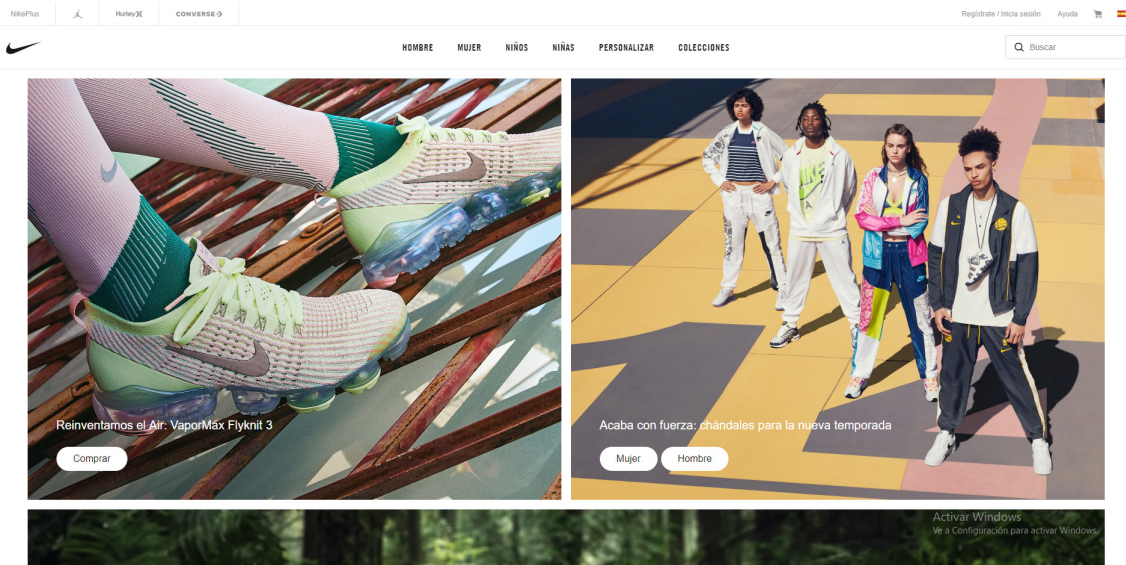 NikePlus
Hurley
CONVERSE
Regístrate / Inicia sesión
Ayuda
HOMBRE
MUJER
NIÑOS
NIÑAS
PERSONALIZAR
COLECCIONES
Buscar
Reinventamos el Air: VaporMax Flyknit 3
Comprar
Acaba con fuerza: chándales para la nueva temporada
Mujer
Hombre
Activar Windows
Ve a Configuración para activar Windows.